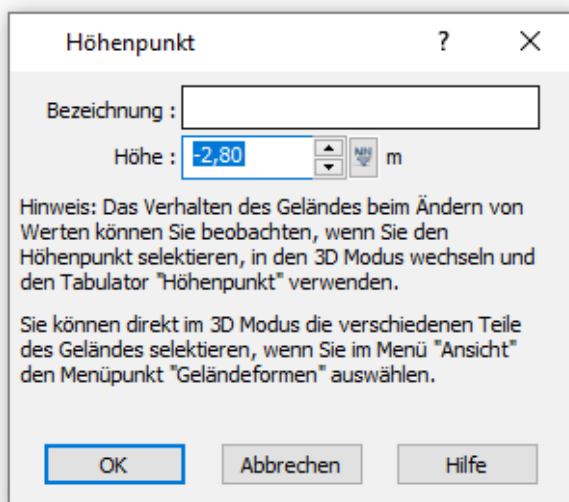 Höhenpunkt ?
Bezeichnung :
Höhe : -2,80 NN m
Hinweis: Das Verhalten des Geländes beim Ändern von
Werten können Sie beobachten, wenn Sie den
Höhenpunkt selektieren, in den 3D Modus wechseln und
den Tabulator "Höhenpunkt" verwenden.
Sie können direkt im 3D Modus die verschiedenen Teile
des Geländes selektieren, wenn Sie im Menü "Ansicht"
den Menüpunkt "Geländeformen" auswählen.
OK Abbrechen Hilfe